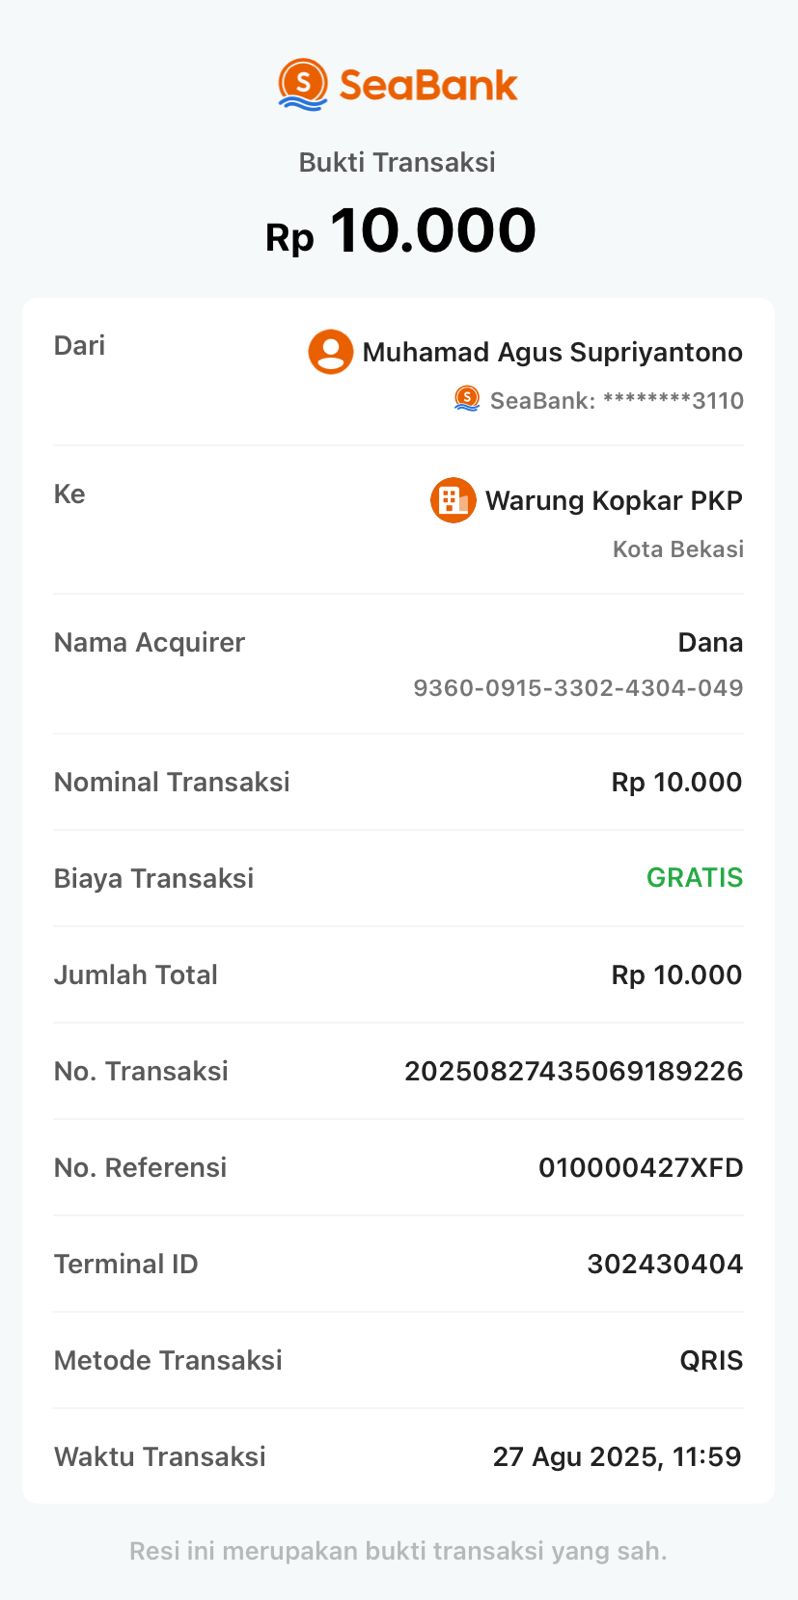 SeaBank
Bukti Transaksi
Rp 10.000
Dari
Muhamad Agus Supriyantono
SeaBank: ********3110
Ke
Warung Kopkar PKP
Kota Bekasi
Nama Acquirer
Dana
9360-0915-3302-4304-049
Nominal Transaksi
Rp 10.000
Biaya Transaksi
GRATIS
Jumlah Total
Rp 10.000
No. Transaksi
20250827435069189226
No. Referensi
010000427XFD
Terminal ID
302430404
Metode Transaksi
QRIS
Waktu Transaksi
27 Agu 2025, 11:59
Resi ini merupakan bukti transaksi yang sah.